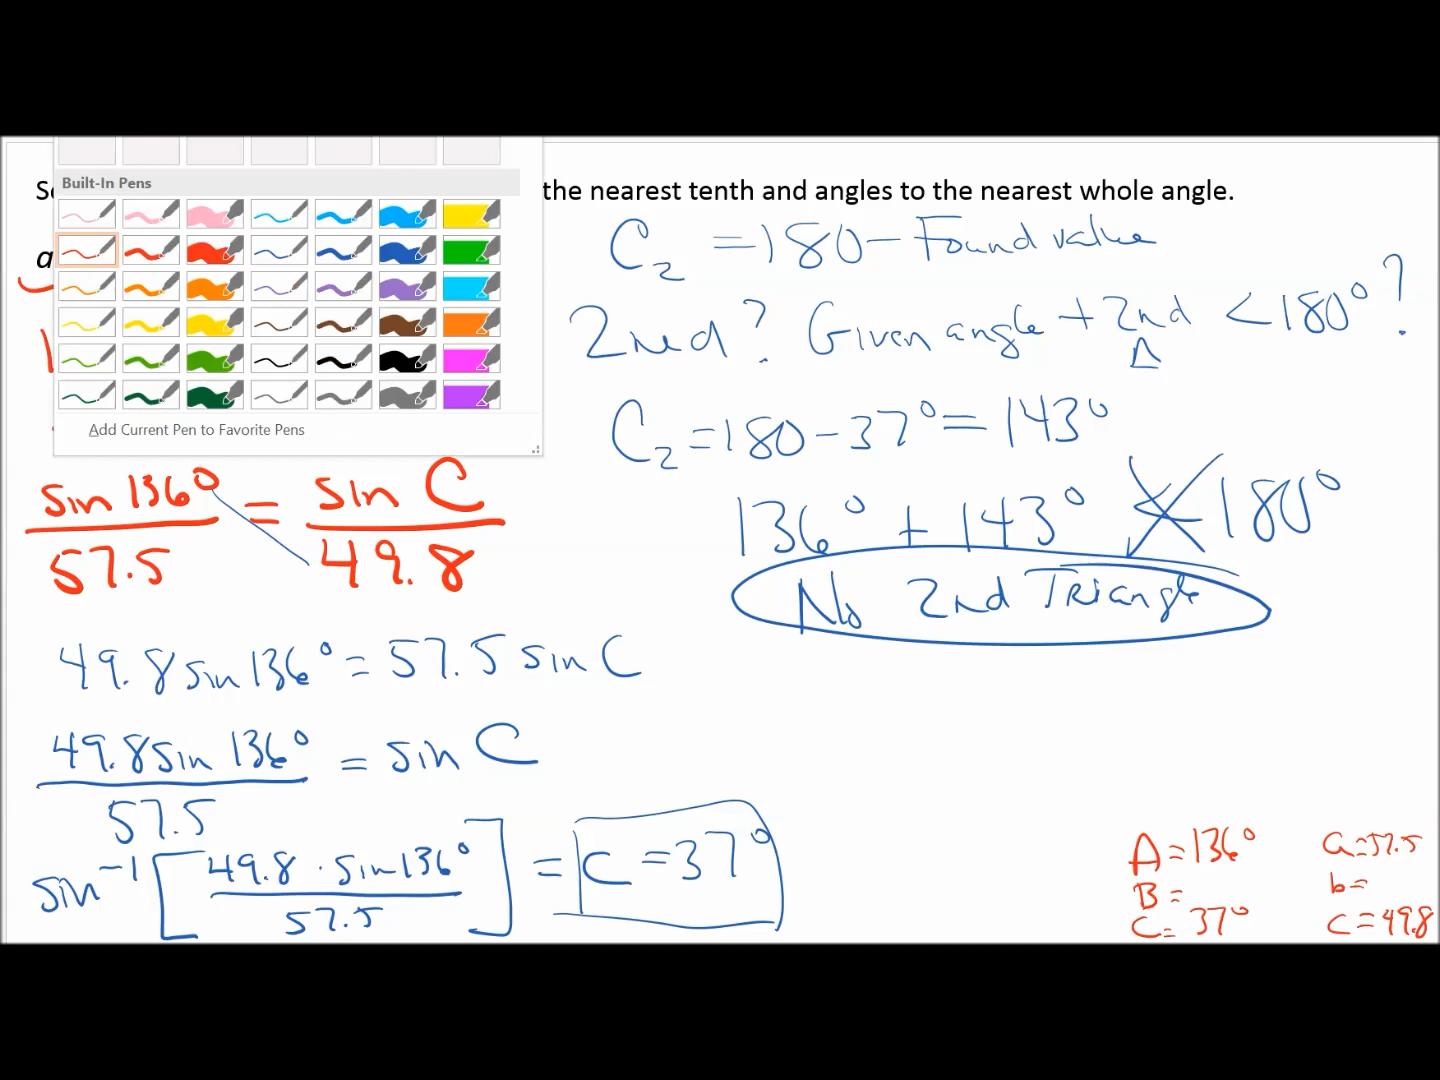 Built-In Pens
the nearest tenth and angles to the nearest whole angle.
a
Add Current Pen to Favorite Pens
C₂ = 180 - Found value
2nd? Given angle + 2nd ∠ < 180°?
C₂ = 180 - 37° = 143°
136° + 143° < 180°
No 2nd Triangle
sin 136° = sin C
57.5 49.8
49.8 sin 136° = 57.5 sin C
49.8 sin 136° = sin C
57.5
sin⁻¹ [ 49.8 · sin 136° ] = C = 37°
57.5
A = 136° a = 57.5
B = b =
C = 37° c = 49.8